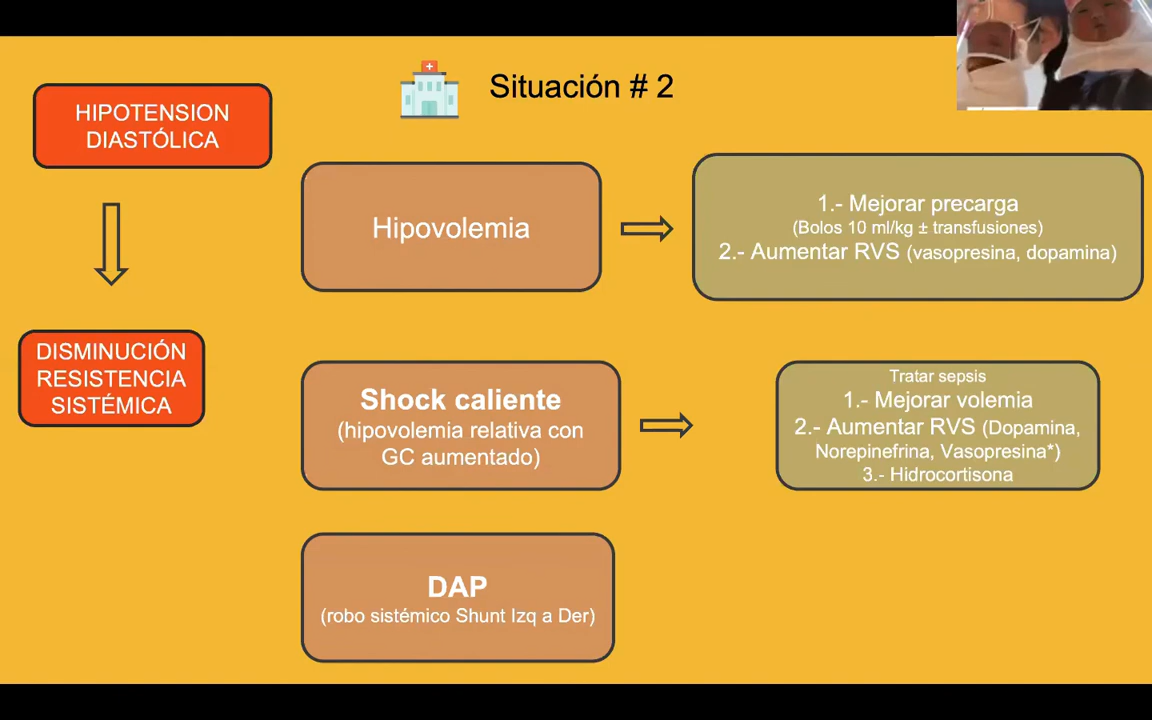 Situación # 2
HIPOTENSION
DIASTÓLICA
DISMINUCIÓN
RESISTENCIA
SISTÉMICA
Hipovolemia
1.- Mejorar precarga
(Bolos 10 ml/kg ± transfusiones)
2.- Aumentar RVS (vasopresina, dopamina)
Shock caliente
(hipovolemia relativa con
GC aumentado)
Tratar sepsis
1.- Mejorar volemia
2.- Aumentar RVS (Dopamina,
Norepinefrina, Vasopresina*)
3.- Hidrocortisona
DAP
(robo sistémico Shunt Izq a Der)